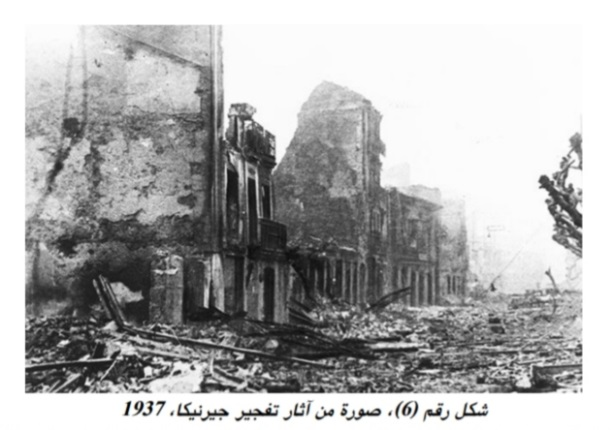 شكل رقم (6)، صورة من آثار تفجير جيرنيكا، 1937